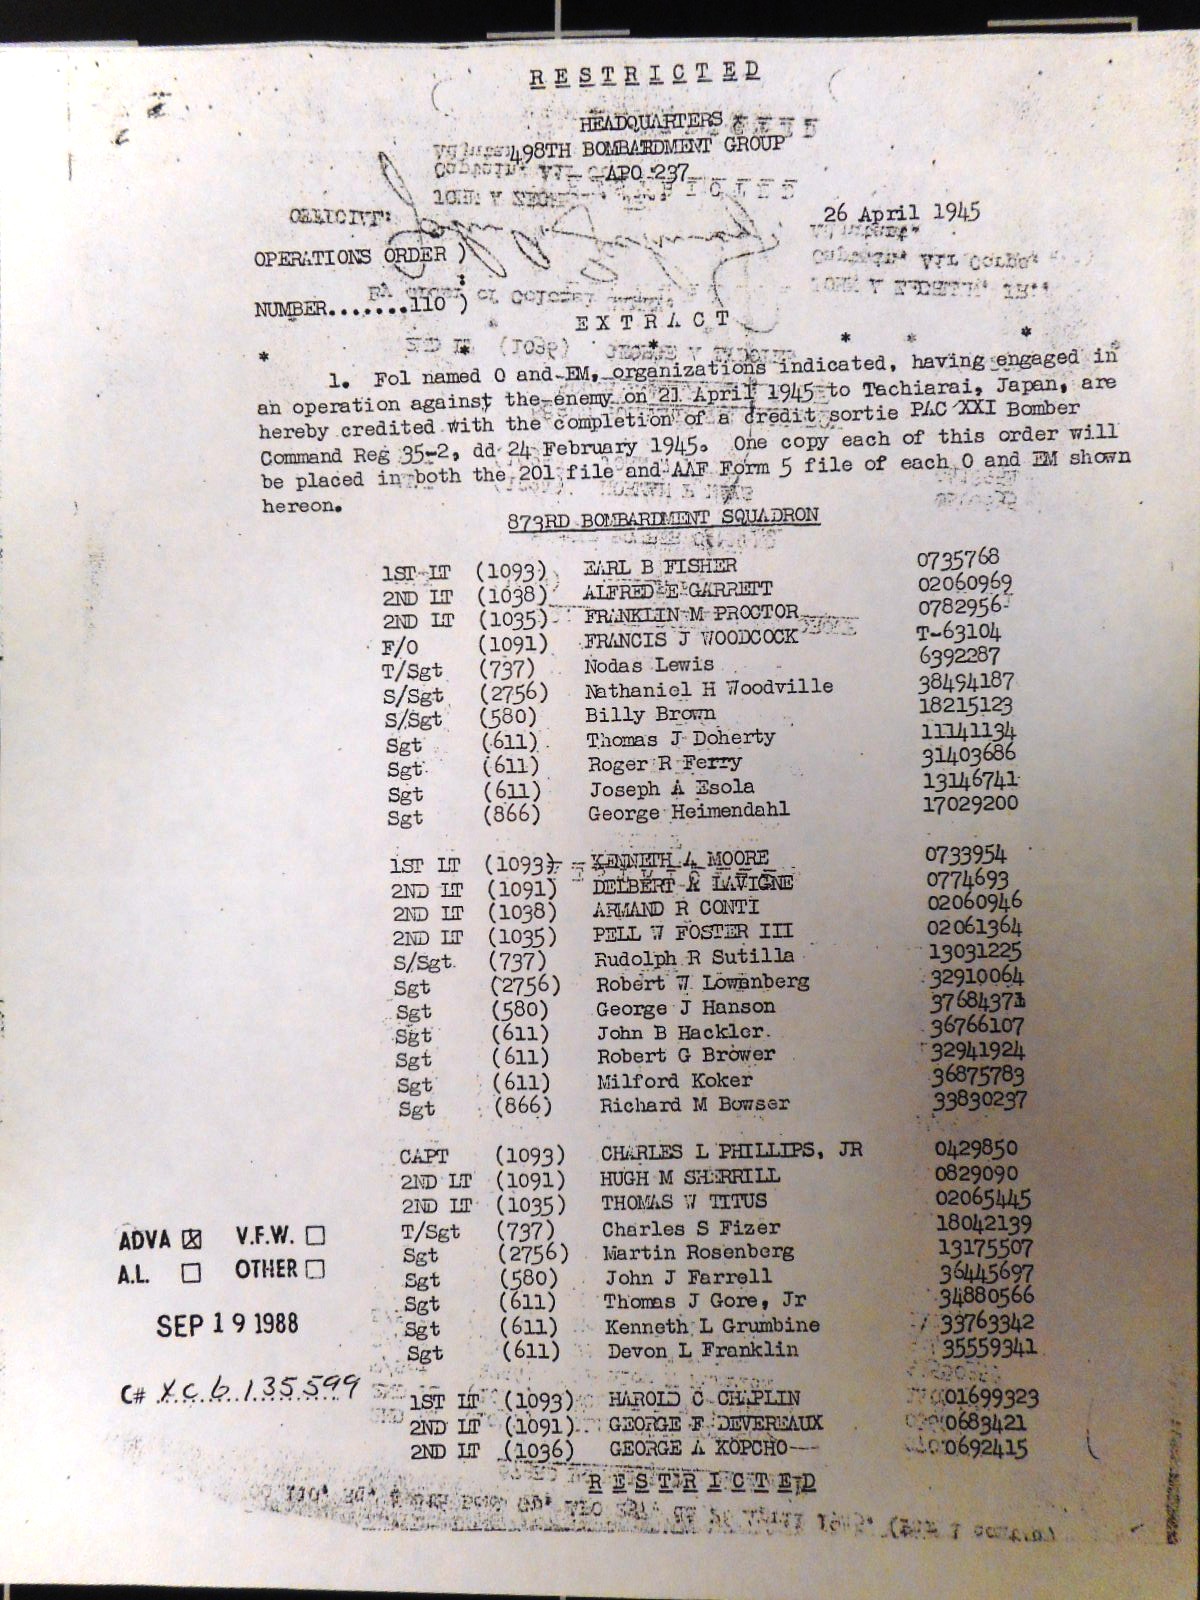 RESTRICTED
HEADQUARTERS
498TH BOMBARDMENT GROUP
APO 237
26 April 1945
OPERATIONS ORDER )
:
NUMBER.......110 )
EXTRACT
* * * * * *
1. Fol named O and EM, organizations indicated, having engaged in
an operation against the enemy on 21 April 1945 to Tachiarai, Japan, are
hereby credited with the completion of a credit sortie PAC XXI Bomber
Command Reg 35-2, dd 24 February 1945. One copy each of this order will
be placed in both the 201 file and AAF Form 5 file of each O and EM shown
hereon.
873RD BOMBARDMENT SQUADRON
1ST LT (1093) EARL B FISHER 0735768
2ND LT (1038) ALFRED E GARRETT 02060969
2ND LT (1035) FRANKLIN M PROCTOR 0782956
F/O (1091) FRANCIS J WOODCOCK T-63104
T/Sgt (737) Nodas Lewis 6392287
S/Sgt (2756) Nathaniel H Woodville 38494187
S/Sgt (580) Billy Brown 18215123
Sgt (611) Thomas J Doherty 11141134
Sgt (611) Roger R Ferry 31403686
Sgt (611) Joseph A Esola 13146741
Sgt (866) George Heimendahl 17029200
1ST LT (1093) KENNETH A MOORE 0733954
2ND LT (1091) DELBERT R LAVIGNE 0774693
2ND LT (1038) ARMAND R CONTI 02060946
2ND LT (1035) PELL W FOSTER III 02061364
S/Sgt (737) Rudolph R Sutilla 13031225
Sgt (2756) Robert W Lowanberg 32910064
Sgt (580) George J Hanson 37684371
Sgt (611) John B Hackler 36766107
Sgt (611) Robert G Brower 32941924
Sgt (611) Milford Koker 36875783
Sgt (866) Richard M Bowser 33830237
CAPT (1093) CHARLES L PHILLIPS, JR 0429850
2ND LT (1091) HUGH M SHERRILL 0829090
2ND LT (1035) THOMAS W TITUS 02065445
T/Sgt (737) Charles S Fizer 18042139
Sgt (2756) Martin Rosenberg 13175507
Sgt (580) John J Farrell 36445697
Sgt (611) Thomas J Gore, Jr 34880566
Sgt (611) Kenneth L Grumbine 33763342
Sgt (611) Devon L Franklin 35559341
1ST LT (1093) HAROLD C CHAPLIN 01699323
2ND LT (1091) GEORGE F DEVEREAUX 0683421
2ND LT (1036) GEORGE A KOPCHO 0692415
ADVA ☒ V.F.W. ☐
A.L. ☐ OTHER ☐
SEP 19 1988
C# XC 6 135 599
RESTRICTED